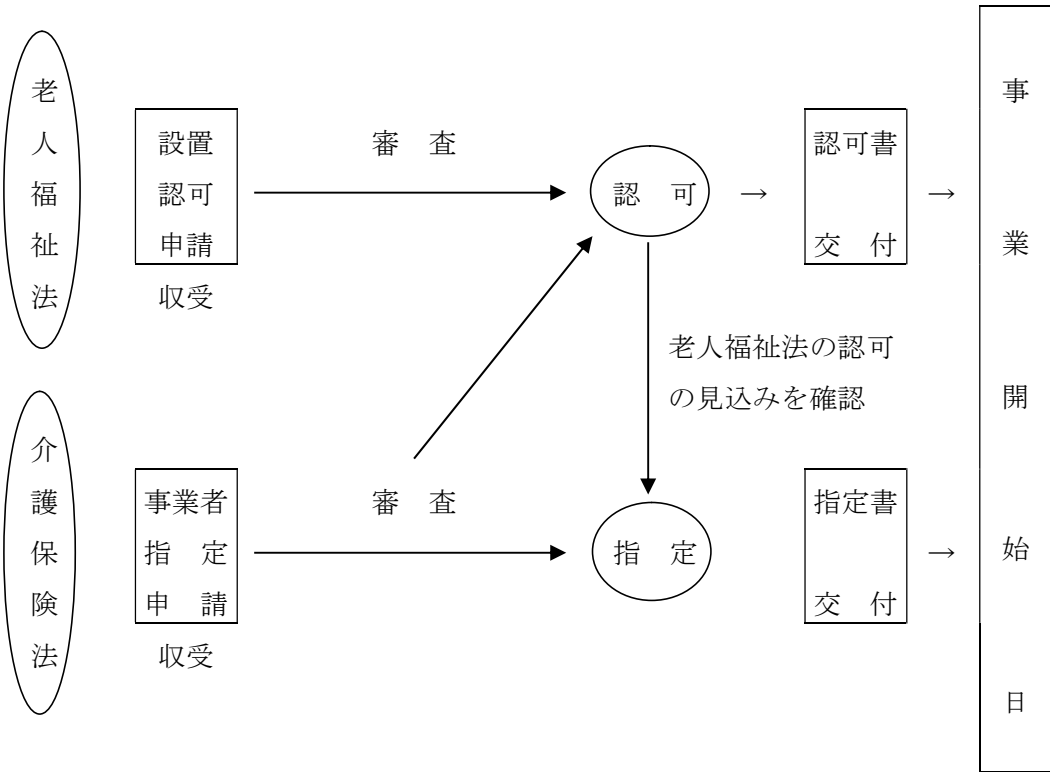 老人福祉法
設置
認可
申請
収受
審　査
認　可
→
認可書
交　付
→
老人福祉法の認可
の見込みを確認
介護保険法
事業者
指　定
申　請
収受
審　査
指　定
指定書
交　付
→
事業開始日